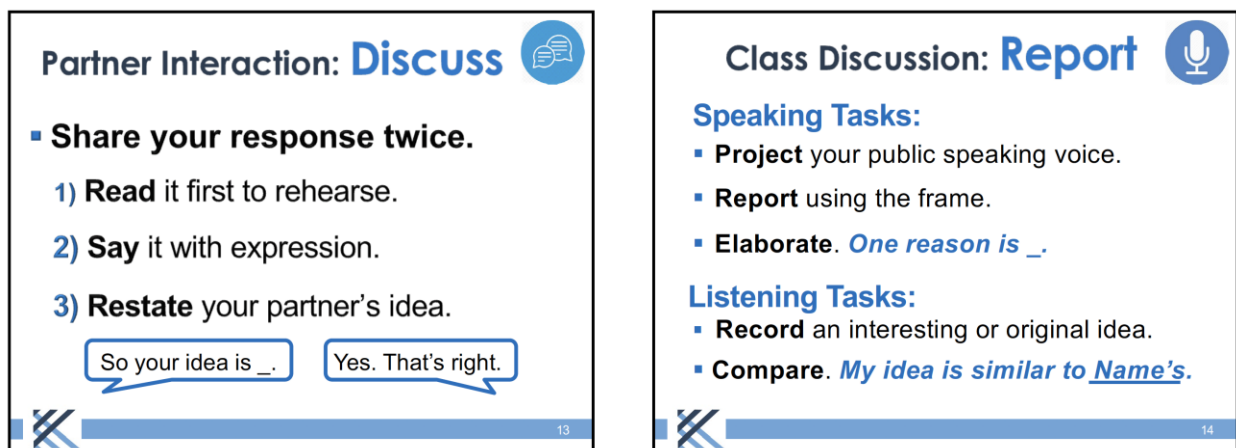 Partner Interaction: Discuss
▪ Share your response twice.
1) Read it first to rehearse.
2) Say it with expression.
3) Restate your partner's idea.
So your idea is _.
Yes. That's right.
13
Class Discussion: Report
Speaking Tasks:
▪ Project your public speaking voice.
▪ Report using the frame.
▪ Elaborate. One reason is _.
Listening Tasks:
▪ Record an interesting or original idea.
▪ Compare. My idea is similar to Name's.
14